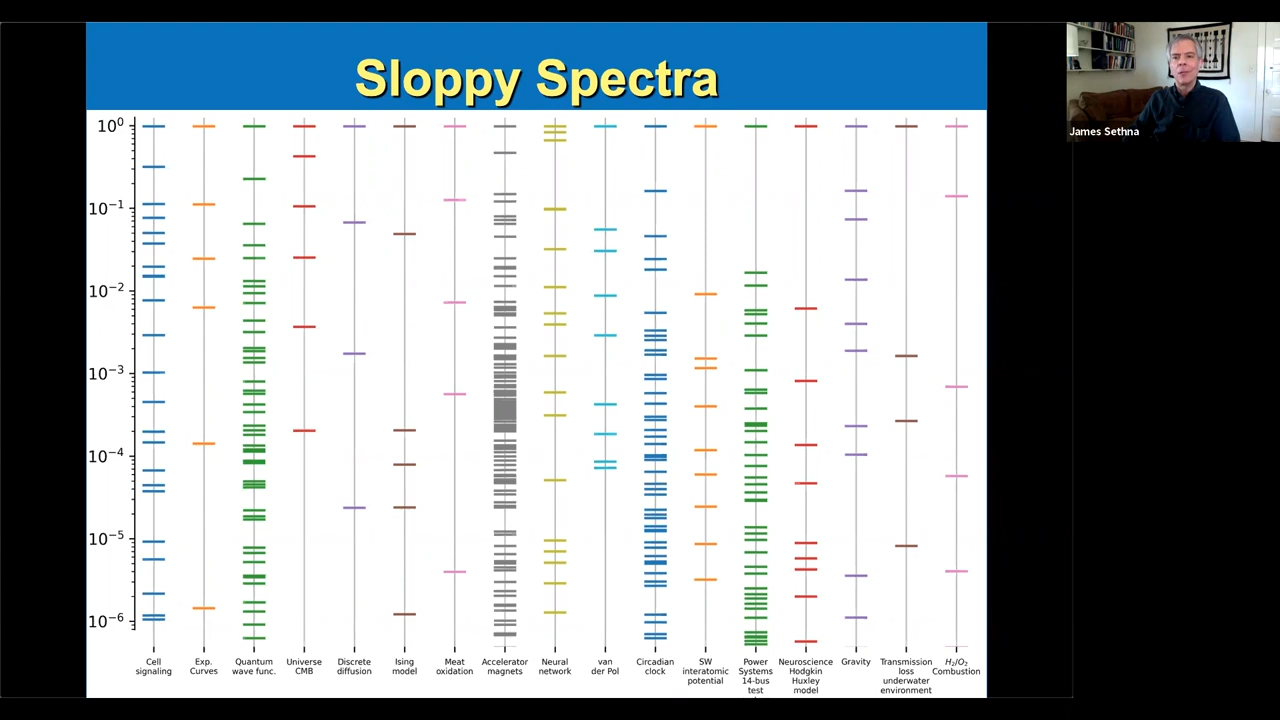 Sloppy Spectra
James Sethna
10⁰
10⁻¹
10⁻²
10⁻³
10⁻⁴
10⁻⁵
10⁻⁶
Cell
signaling
Exp.
Curves
Quantum
wave func.
Universe
CMB
Discrete
diffusion
Ising
model
Meat
oxidation
Accelerator
magnets
Neural
network
van
der Pol
Circadian
clock
SW
interatomic
potential
Power
Systems
14-bus
test
Neuroscience
Hodgkin
Huxley
model
Gravity
Transmission
loss
underwater
environment
H₂/O₂
Combustion